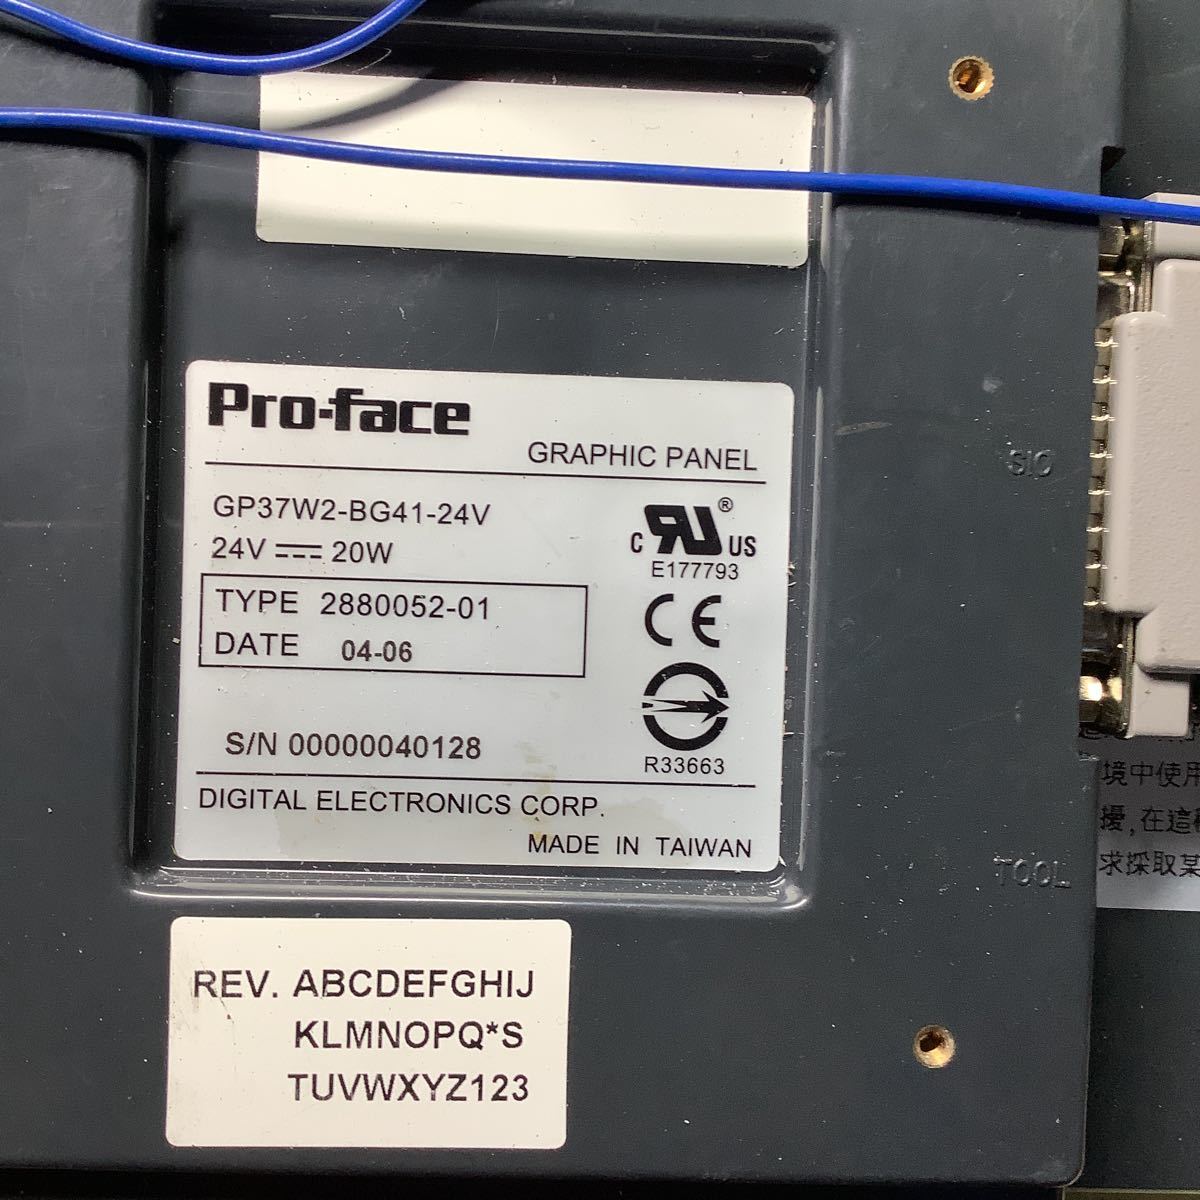 Pro-face
GRAPHIC PANEL
GP37W2-BG41-24V
24V ⎓ 20W
C RU ® US
E177793
TYPE 2880052-01
DATE 04-06
CE
S/N 00000040128
R33663
DIGITAL ELECTRONICS CORP.
MADE IN TAIWAN
SIO
TOOL
境中使用
擾,在這
求採取某
REV. ABCDEFGHIJ
KLMNOPQ*S
TUVWXYZ123